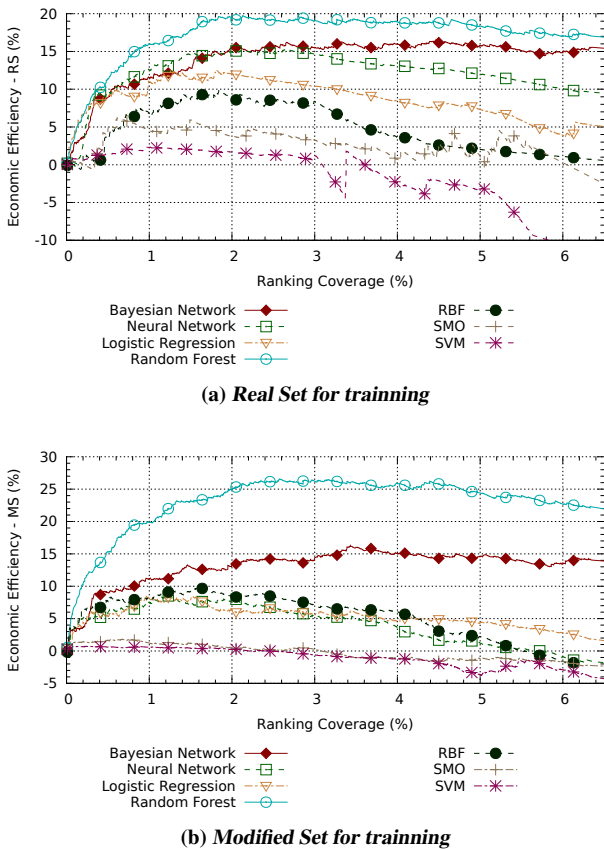 Economic Efficiency - RS (%)
20
15
10
5
0
-5
-10
0 1 2 3 4 5 6
Ranking Coverage (%)
Bayesian Network
Neural Network
Logistic Regression
Random Forest
RBF
SMO
SVM
(a) Real Set for trainning
Economic Efficiency - MS (%)
30
25
20
15
10
5
0
-5
0 1 2 3 4 5 6
Ranking Coverage (%)
Bayesian Network
Neural Network
Logistic Regression
Random Forest
RBF
SMO
SVM
(b) Modified Set for trainning